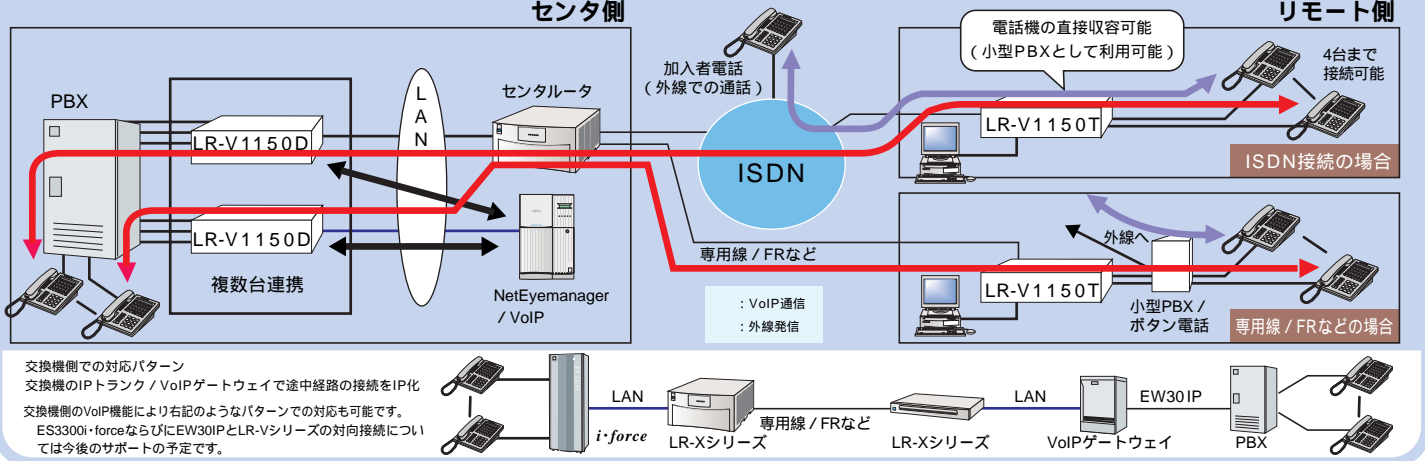 センタ側
リモート側
PBX
LR-V1150D
LR-V1150D
複数台連携
LAN
センタルータ
NetEyemanager
/ VoIP
加入者電話
(外線での通話)
ISDN
専用線 / FRなど
: VoIP通信
: 外線発信
電話機の直接収容可能
(小型PBXとして利用可能)
4台まで
接続可能
LR-V1150T
ISDN接続の場合
外線へ
LR-V1150T
小型PBX /
ボタン電話
専用線 / FRなどの場合
交換機側での対応パターン
交換機のIPトランク / VoIPゲートウェイで途中経路の接続をIP化
交換機側のVoIP機能により右記のようなパターンでの対応も可能です。
ES3300i・forceならびにEW30IPとLR-Vシリーズの対向接続につい
ては今後のサポートの予定です。
i・force
LAN
LR-Xシリーズ
専用線 / FRなど
LR-Xシリーズ
LAN
VoIPゲートウェイ
EW30IP
PBX